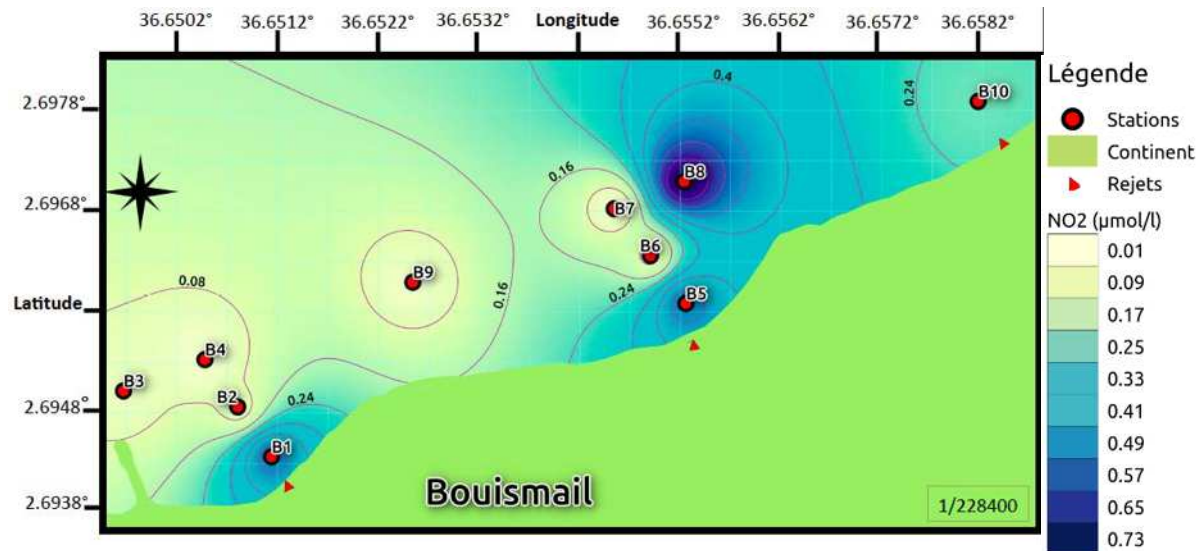 36.6502° 36.6512° 36.6522° 36.6532° Longitude 36.6552° 36.6562° 36.6572° 36.6582°
2.6978°
2.6968°
Latitude
2.6948°
2.6938°
0.4
0.24
B10
0.16
B8
B7
B6
B9
0.08
0.16
0.24
B5
B4
B3
B2
0.24
B1
Bouismail
1/228400
Légende
Stations
Continent
Rejets
NO2 (µmol/l)
0.01
0.09
0.17
0.25
0.33
0.41
0.49
0.57
0.65
0.73